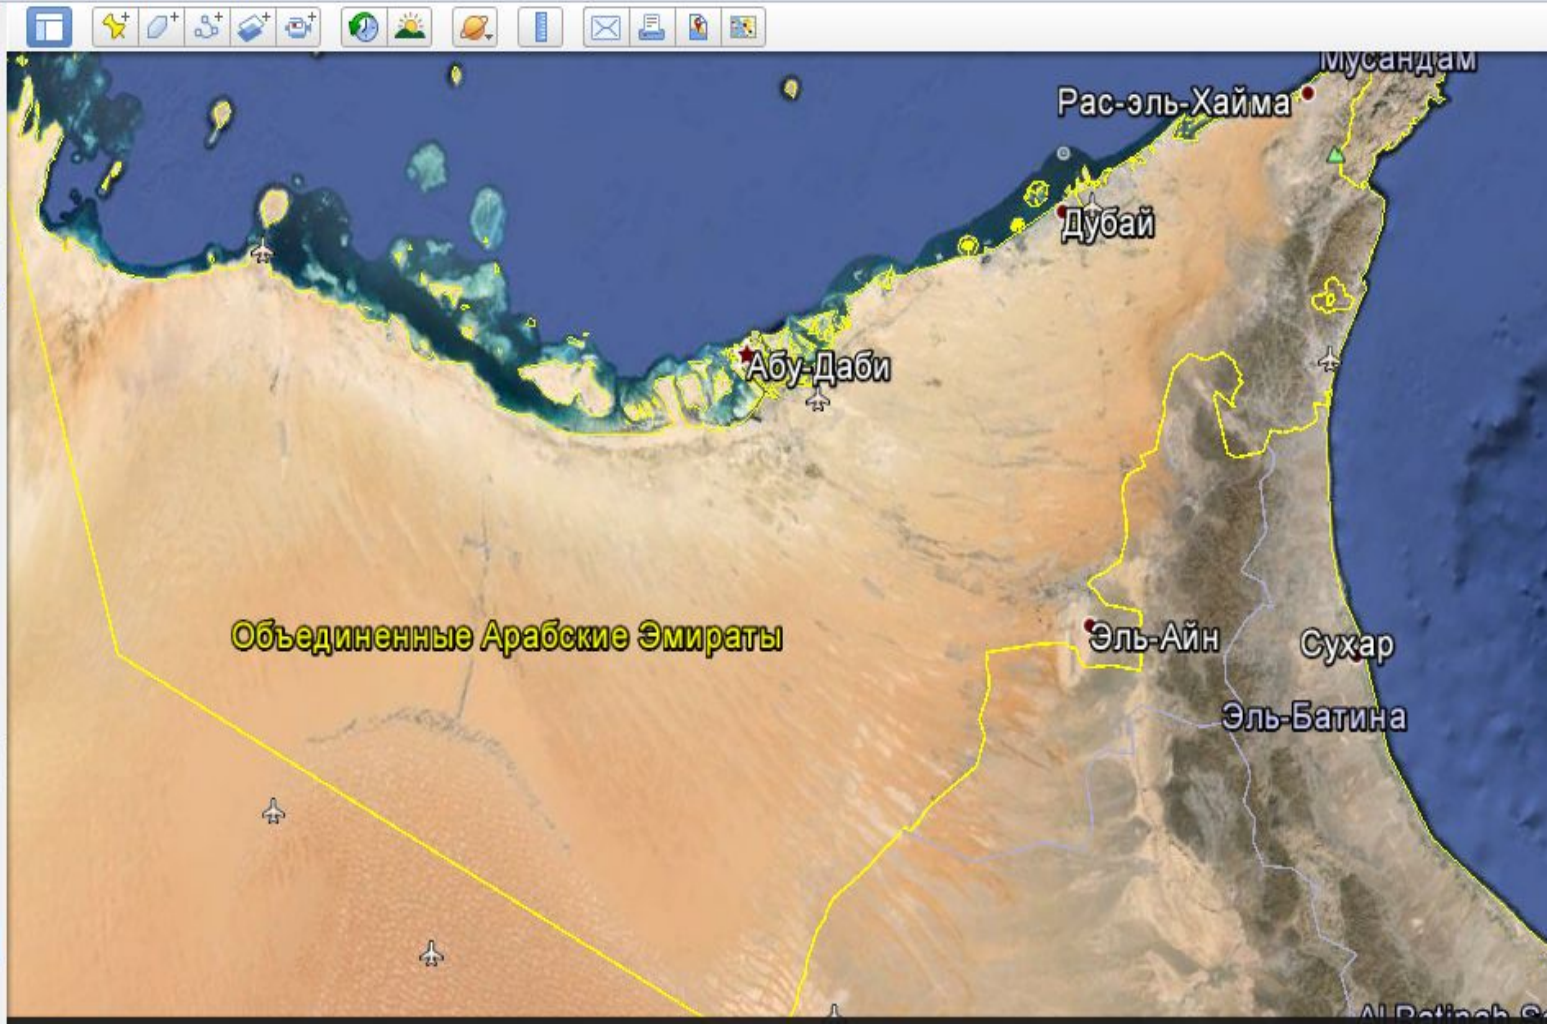 Мусандам
Рас-эль-Хайма
Дубай
Абу-Даби
Объединенные Арабские Эмираты
Эль-Айн
Сухар
Эль-Батина